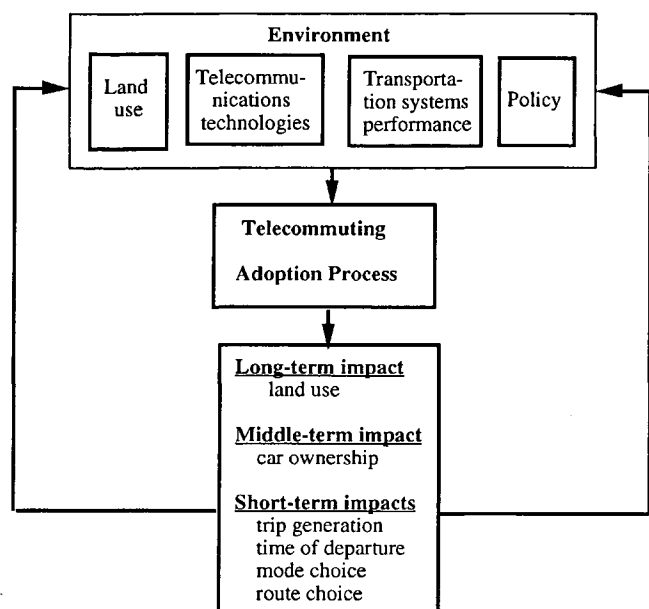 Environment
Land
use
Telecommu-
nications
technologies
Transporta-
tion systems
performance
Policy
Telecommuting
Adoption Process
Long-term impact
land use
Middle-term impact
car ownership
Short-term impacts
trip generation
time of departure
mode choice
route choice